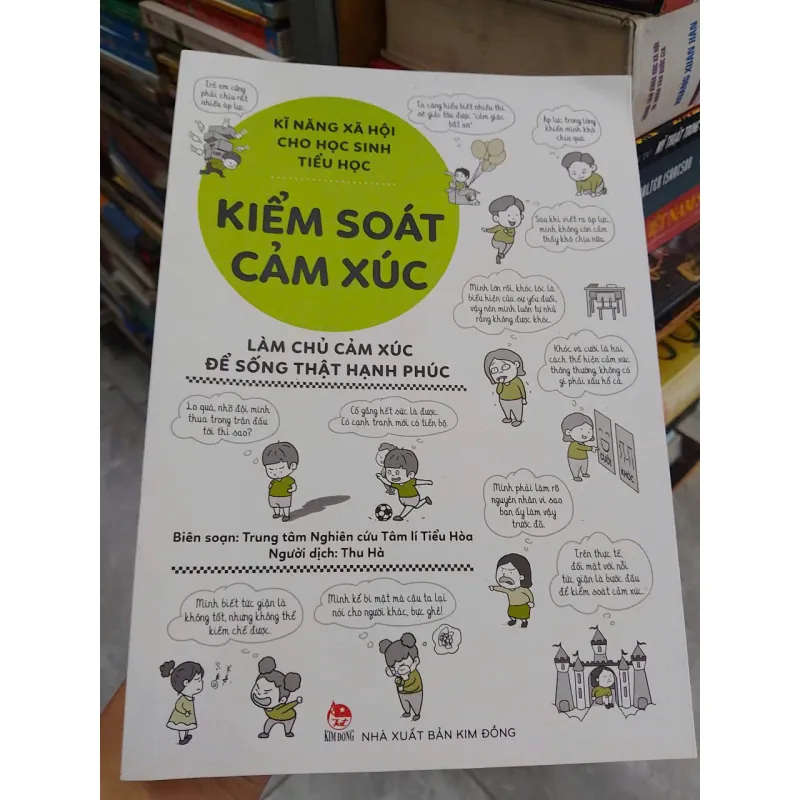 Trẻ em cũng
phải chịu rất
nhiều áp lực.
KĨ NĂNG XÃ HỘI
CHO HỌC SINH
TIỂU HỌC
KIỂM SOÁT
CẢM XÚC
LÀM CHỦ CẢM XÚC
ĐỂ SỐNG THẬT HẠNH PHÚC
Ta càng hiểu biết nhiều thì
sẽ giải tỏa được "cảm giác
bất an"
Áp lực trong lòng
khiến mình khó
chịu quá.
Sau khi viết ra áp lực,
mình không còn cảm
thấy khó chịu nữa.
Mình lớn rồi, khóc lóc là
biểu hiện của sự yếu đuối,
vậy nên mình luôn tự nhủ
rằng không được khóc.
Khóc và cười là hai
cách thể hiện cảm xúc
thông thường, không có
gì phải xấu hổ cả.
CƯỜI
KHÓC
Lo quá, nhỡ đội mình
thua trong trận đấu
tới thì sao?
Cố gắng hết sức là được.
Có cạnh tranh mới có tiến bộ.
Mình phải làm rõ
nguyên nhân vì sao
bạn ấy làm vậy
trước đã.
Biên soạn: Trung tâm Nghiên cứu Tâm lí Tiểu Hòa
Người dịch: Thu Hà
Trên thực tế,
đối mặt với nỗi
tức giận là bước đầu
để kiểm soát cảm xúc.
Mình biết tức giận là
không tốt, nhưng không thể
kiềm chế được.
Mình kể bí mật mà cậu ta lại
nói cho người khác, bực ghê!
KIM ĐỒNG
NHÀ XUẤT BẢN KIM ĐỒNG
HOÀNG XUÂN HÃN
WALTER ISAACSON